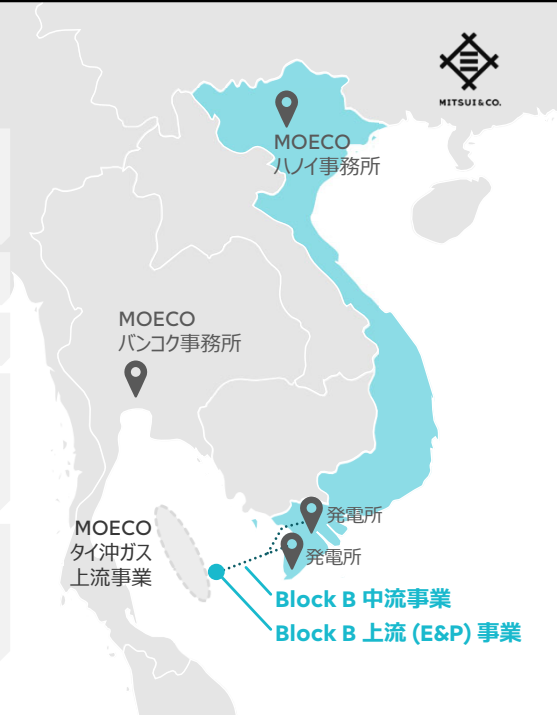 MITSUI & CO.
MOECO
ハノイ事務所
MOECO
バンコク事務所
MOECO
タイ沖ガス
上流事業
発電所
発電所
Block B 中流事業
Block B 上流 (E&P) 事業